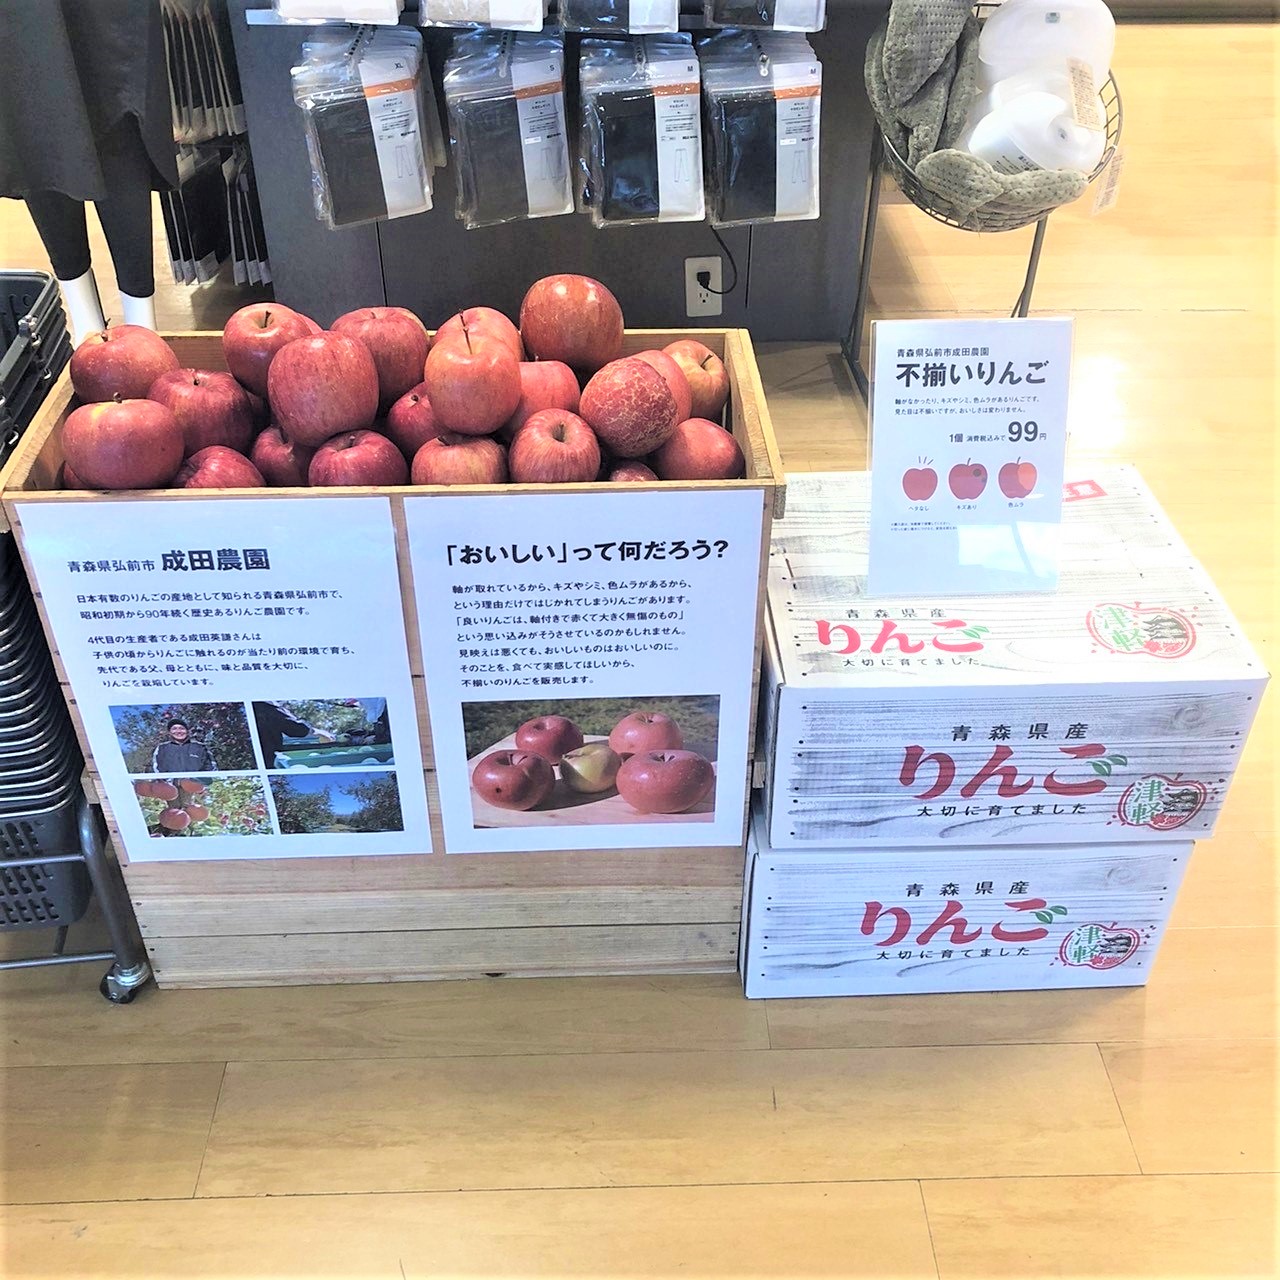 XL
S
M
M
青森県弘前市成田農園
不揃いりんご
軸がなかったり、キズやシミ、色ムラがあるりんごです。
見た目は不揃いですが、おいしさは変わりません。
1個 消費税込みで 99円
ヘタなし キズあり 色ムラ
青森県弘前市 成田農園
日本有数のりんごの産地として知られる青森県弘前市で、
昭和初期から90年続く歴史あるりんご農園です。
4代目の生産者である成田英謙さんは
子供の頃からりんごに触れるのが当たり前の環境で育ち、
先代である父、母とともに、味と品質を大切に、
りんごを栽培しています。
「おいしい」って何だろう?
軸が取れているから、キズやシミ、色ムラがあるから、
という理由だけではじかれてしまうりんごがあります。
「良いりんごは、軸付きで赤くて大きく無傷のもの」
という思い込みがそうさせているのかもしれません。
見映えは悪くても、おいしいものはおいしいのに。
そのことを、食べて実感してほしいから、
不揃いのりんごを販売します。
青森県産
りんご
大切に育てました
津軽
青森県産
りんご
大切に育てました
津軽
青森県産
りんご
大切に育てました
津軽